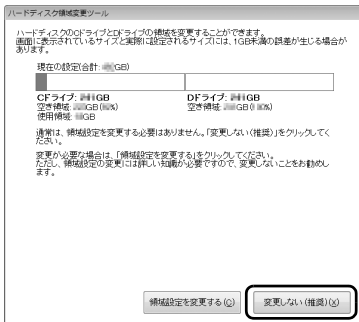 ハードディスク領域変更ツール
ハードディスクのCドライブとDドライブの領域を変更することができます。
画面に表示されているサイズと実際に設定されるサイズには、1GB未満の誤差が生じる場合が
あります。
現在の設定(合計: GB)
Cドライブ: GB
Dドライブ: GB
空き領域: GB( %)
空き領域: GB( %)
使用領域: GB
通常は、領域設定を変更する必要はありません。「変更しない(推奨)」をクリックしてく
ださい。
変更が必要な場合は、「領域設定を変更する」をクリックしてください。
ただし、領域設定の変更には詳しい知識が必要ですので、変更しないことをお勧めし
ます。
領域設定を変更する(C)
変更しない(推奨)(X)